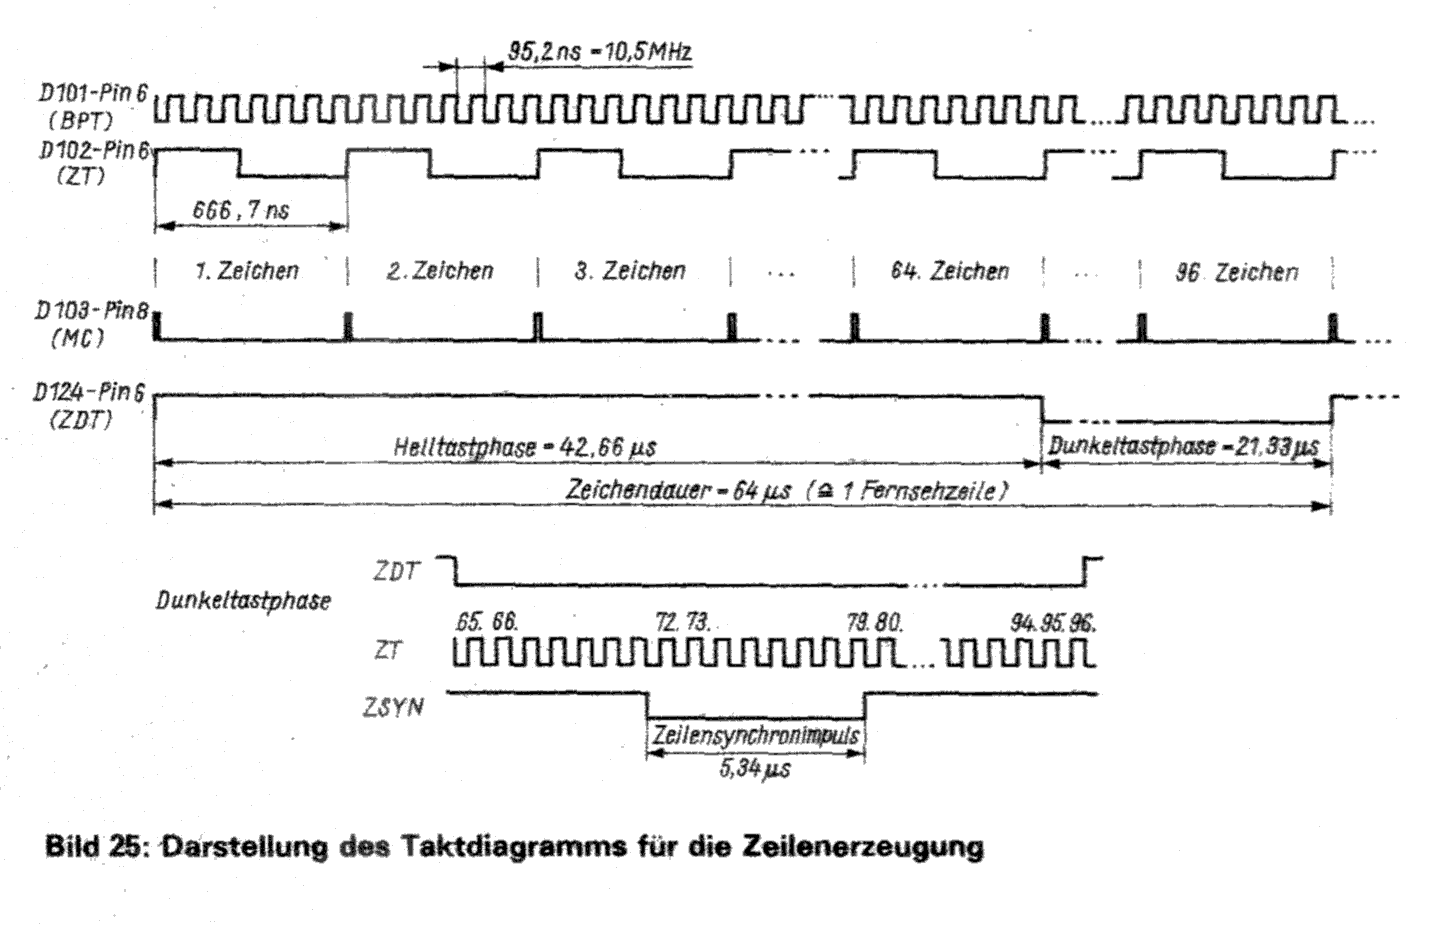 95,2 ns = 10,5 MHz
D101-Pin 6
(BPT)
D102-Pin 6
(ZT)
666,7 ns
1. Zeichen 2. Zeichen 3. Zeichen ... 64. Zeichen ... 96. Zeichen
D103-Pin 8
(MC)
D124-Pin 6
(ZDT)
Helltastphase = 42,66 µs Dunkeltastphase = 21,33 µs
Zeichendauer = 64 µs (≙ 1 Fernsehzeile)
ZDT
Dunkeltastphase
65. 66. 72. 73. 79. 80. 94. 95. 96.
ZT
ZSYN
Zeilensynchronimpuls
5,34 µs
Bild 25: Darstellung des Taktdiagramms für die Zeilenerzeugung